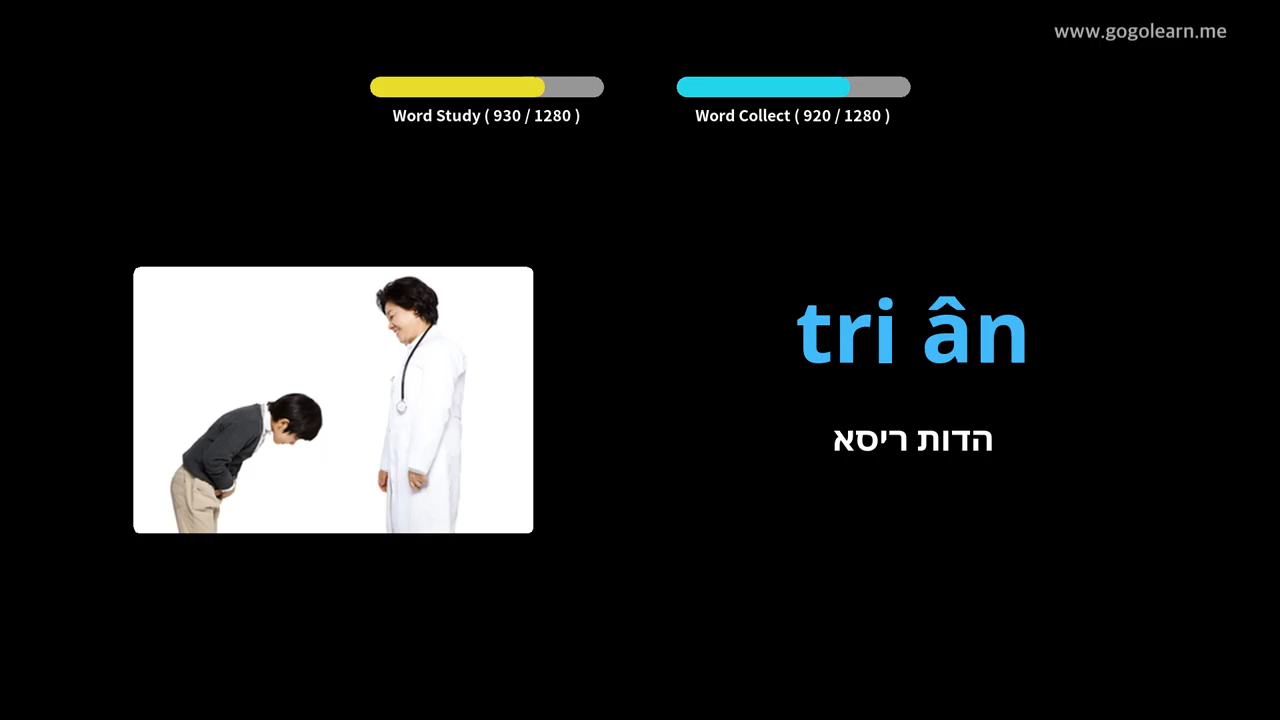 www.gogolearn.me
Word Study ( 930 / 1280 )
Word Collect ( 920 / 1280 )
tri ân
הדות ריסא